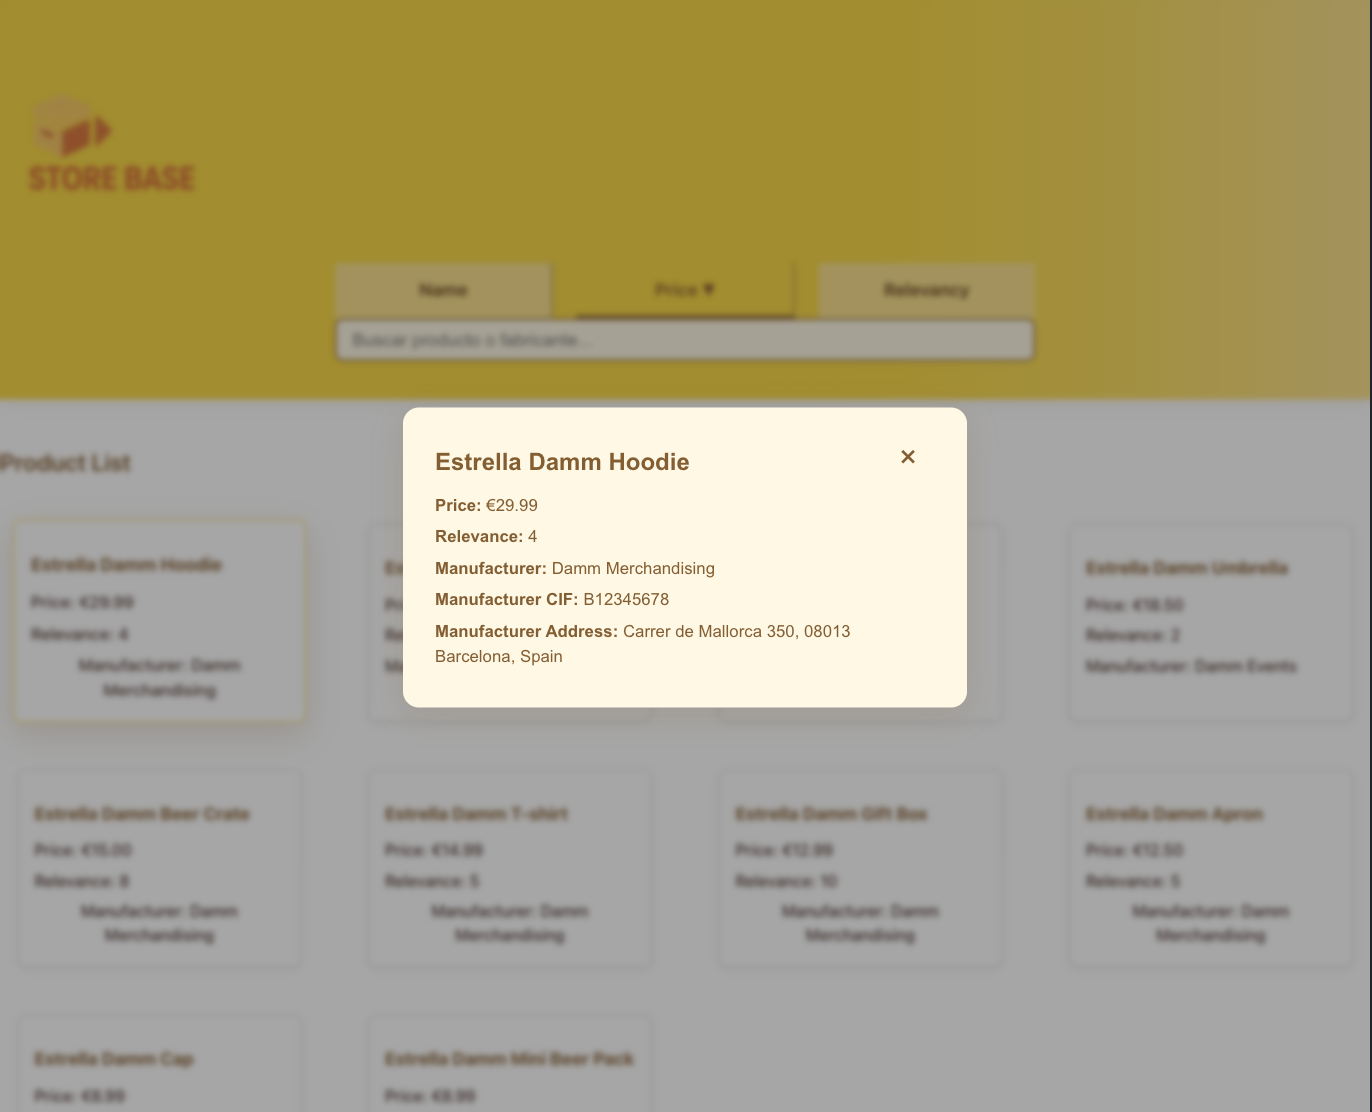 STORE BASE
Name
Price ▼
Relevancy
Buscar producto o fabricante...
Product List
Estrella Damm Hoodie
×
Price: €29.99
Relevance: 4
Manufacturer: Damm Merchandising
Manufacturer CIF: B12345678
Manufacturer Address: Carrer de Mallorca 350, 08013
Barcelona, Spain
Estrella Damm Hoodie
Price: €29.99
Relevance: 4
Manufacturer: Damm
Merchandising
Estrella Damm Umbrella
Price: €18.50
Relevance: 2
Manufacturer: Damm Events
Estrella Damm Beer Crate
Price: €15.00
Relevance: 8
Manufacturer: Damm
Merchandising
Estrella Damm T-shirt
Price: €14.99
Relevance: 5
Manufacturer: Damm
Merchandising
Estrella Damm Gift Box
Price: €12.99
Relevance: 10
Manufacturer: Damm
Merchandising
Estrella Damm Apron
Price: €12.50
Relevance: 5
Manufacturer: Damm
Merchandising
Estrella Damm Cap
Price: €8.99
Estrella Damm Mini Beer Pack
Price: €8.99